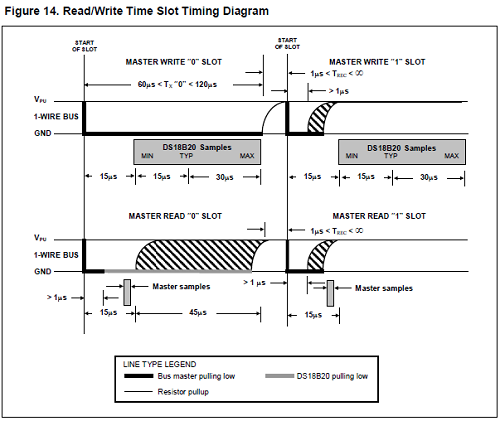 Figure 14. Read/Write Time Slot Timing Diagram
START
OF SLOT
START
OF SLOT
MASTER WRITE "0" SLOT
MASTER WRITE "1" SLOT
60µs < TX "0" < 120µs
1µs < TREC < ∞
> 1µs
VPU
1-WIRE BUS
GND
DS18B20 Samples
MIN TYP MAX
DS18B20 Samples
MIN TYP MAX
15µs 15µs 30µs
15µs 15µs 30µs
MASTER READ "0" SLOT
MASTER READ "1" SLOT
1µs < TREC < ∞
VPU
1-WIRE BUS
GND
> 1µs
Master samples
> 1 µs
Master samples
15µs 45µs 15µs
LINE TYPE LEGEND
Bus master pulling low DS18B20 pulling low
Resistor pullup